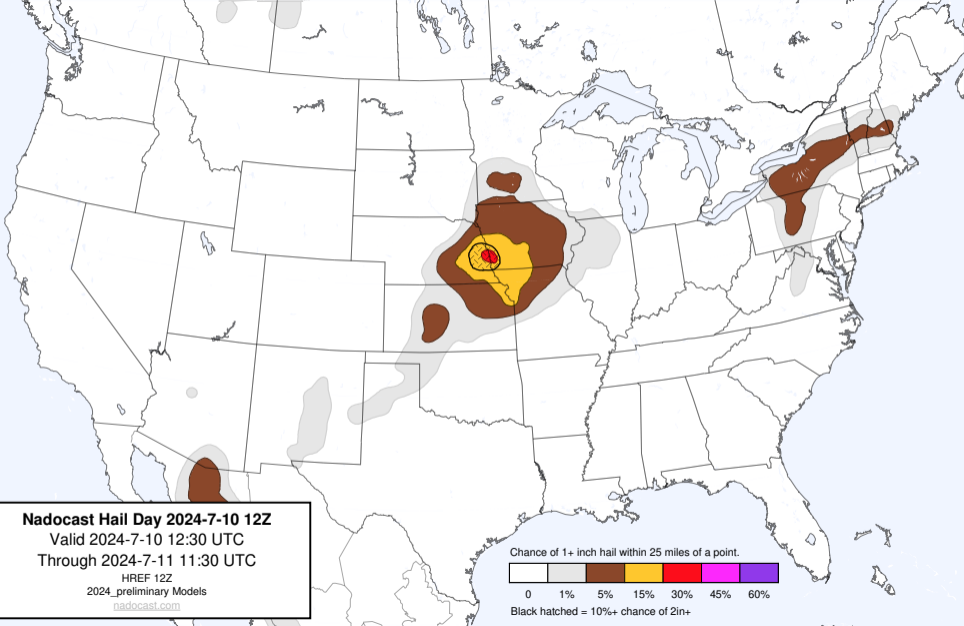 Nadocast Hail Day 2024-7-10 12Z
Valid 2024-7-10 12:30 UTC
Through 2024-7-11 11:30 UTC
HREF 12Z
2024_preliminary Models
nadocast.com
Chance of 1+ inch hail within 25 miles of a point.
0 1% 5% 15% 30% 45% 60%
Black hatched = 10%+ chance of 2in+